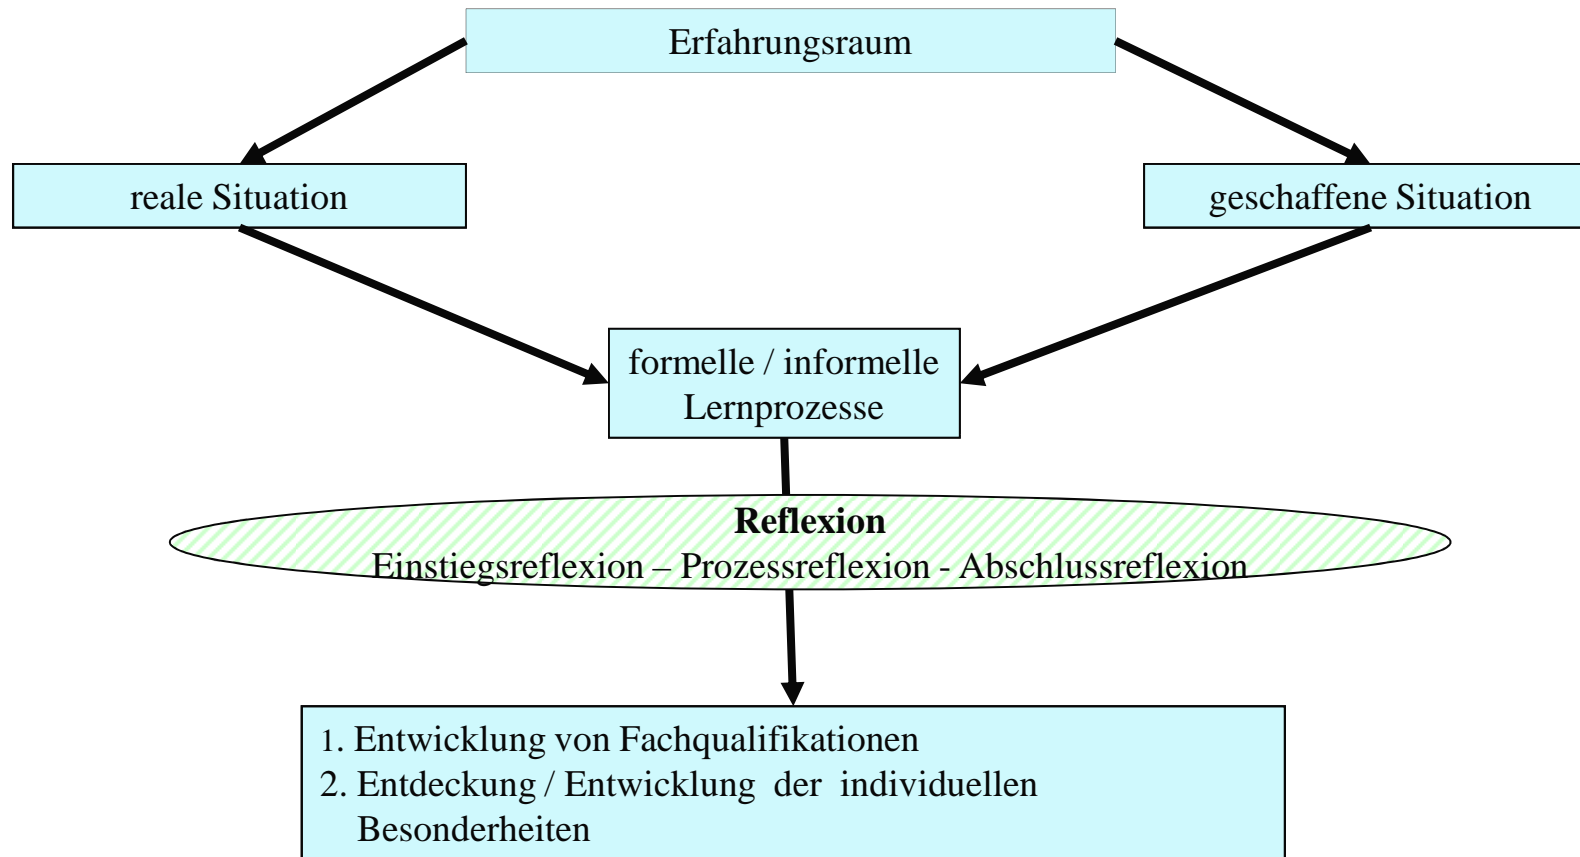 Erfahrungsraum
reale Situation
geschaffene Situation
formelle / informelle
Lernprozesse
Reflexion
Einstiegsreflexion – Prozessreflexion - Abschlussreflexion
1. Entwicklung von Fachqualifikationen
2. Entdeckung / Entwicklung der individuellen
Besonderheiten